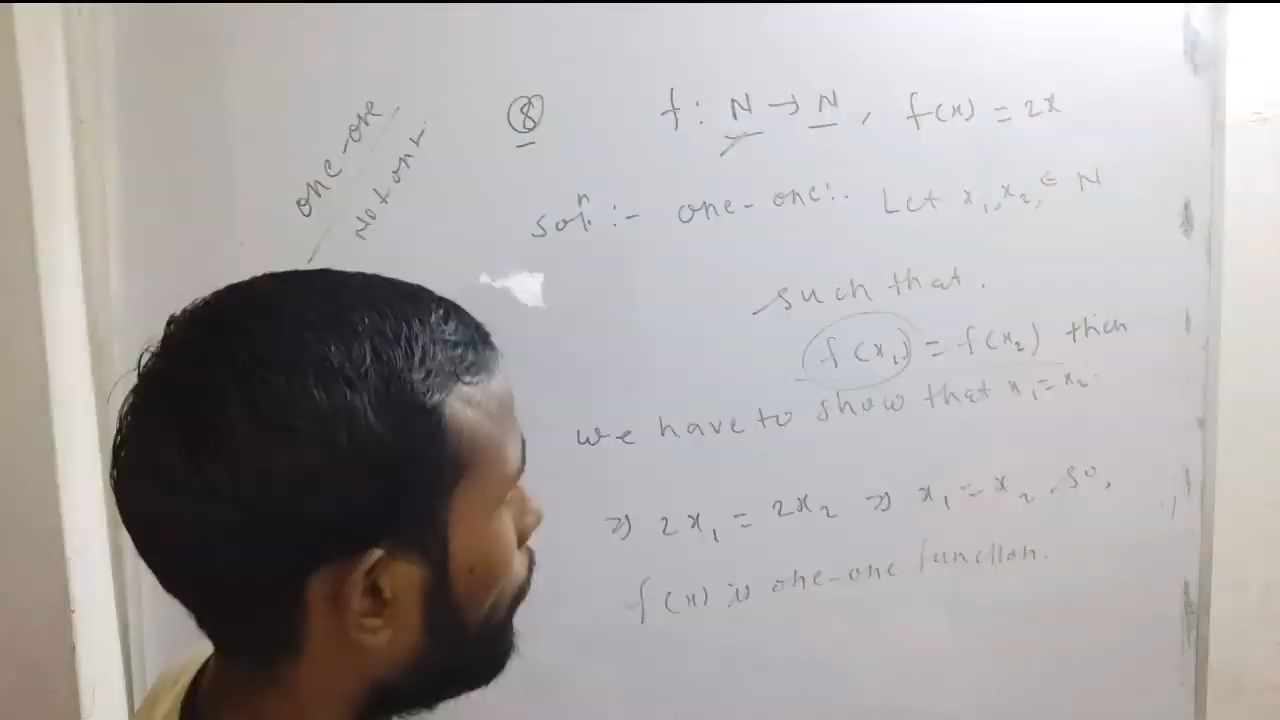 one-one
Not ont.
⑧ f : N → N , f(x) = 2x
Solⁿ :- one-one :. Let x₁, x₂, ∈ N
such that.
f(x₁) = f(x₂) then
we have to show that x₁ = x₂.
⇒ 2x₁ = 2x₂ ⇒ x₁ = x₂ so,
f(x) is one-one function.